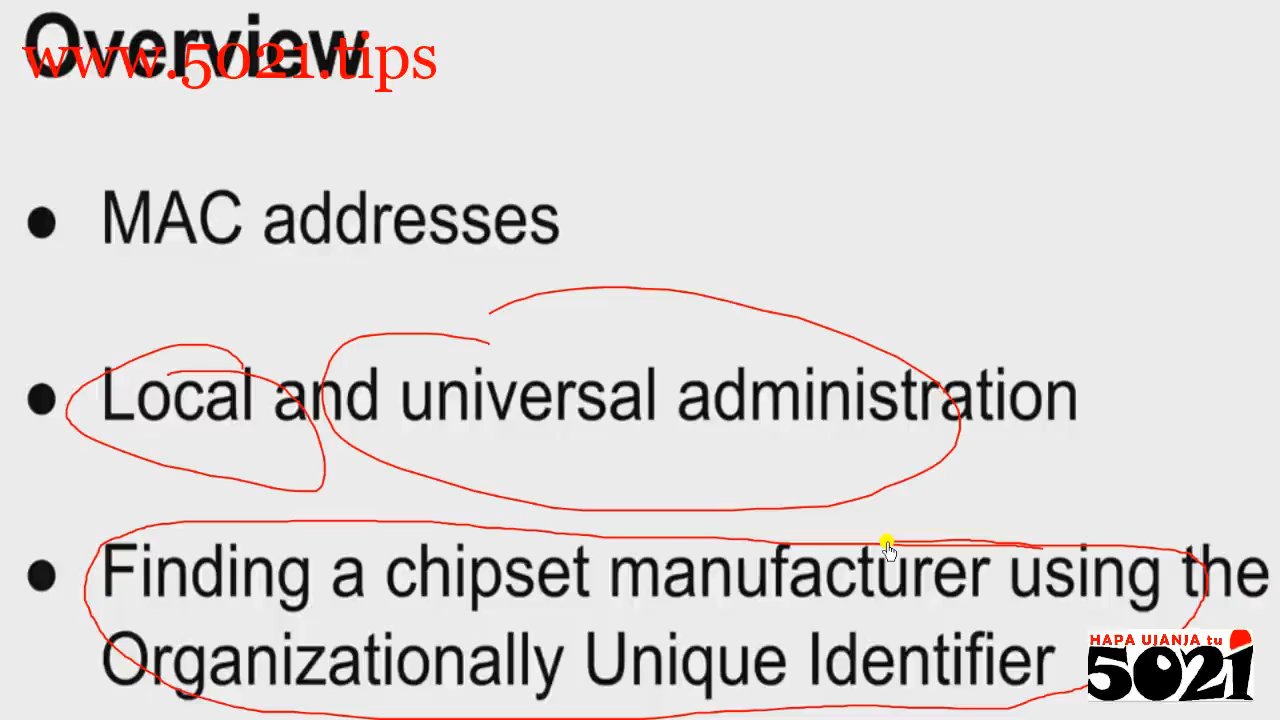 Overview
www.5021.tips
● MAC addresses
● Local and universal administration
● Finding a chipset manufacturer using the
Organizationally Unique Identifier
HAPA UJANJA tu
5021